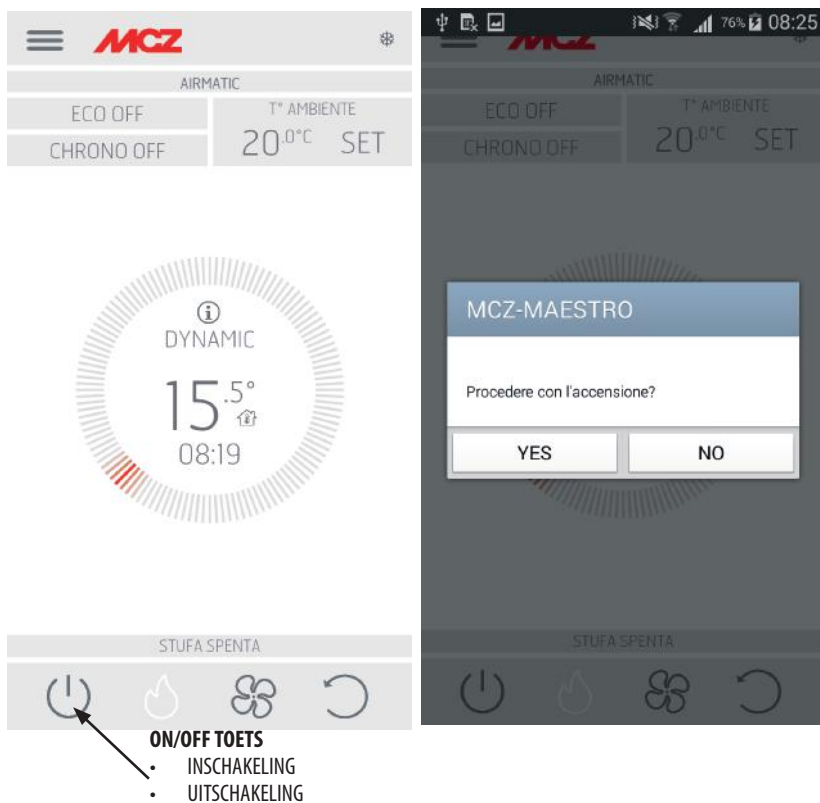 MCZ
AIRMATIC
ECO OFF
T° AMBIENTE
20.0°C SET
CHRONO OFF
DYNAMIC
15.5°
08:19
STUFA SPENTA
76% 08:25
MCZ
AIRMATIC
ECO OFF
T° AMBIENTE
20.0°C SET
CHRONO OFF
MCZ-MAESTRO
Procedere con l'accensione?
YES NO
STUFA SPENTA
ON/OFF TOETS
• INSCHAKELING
• UITSCHAKELING